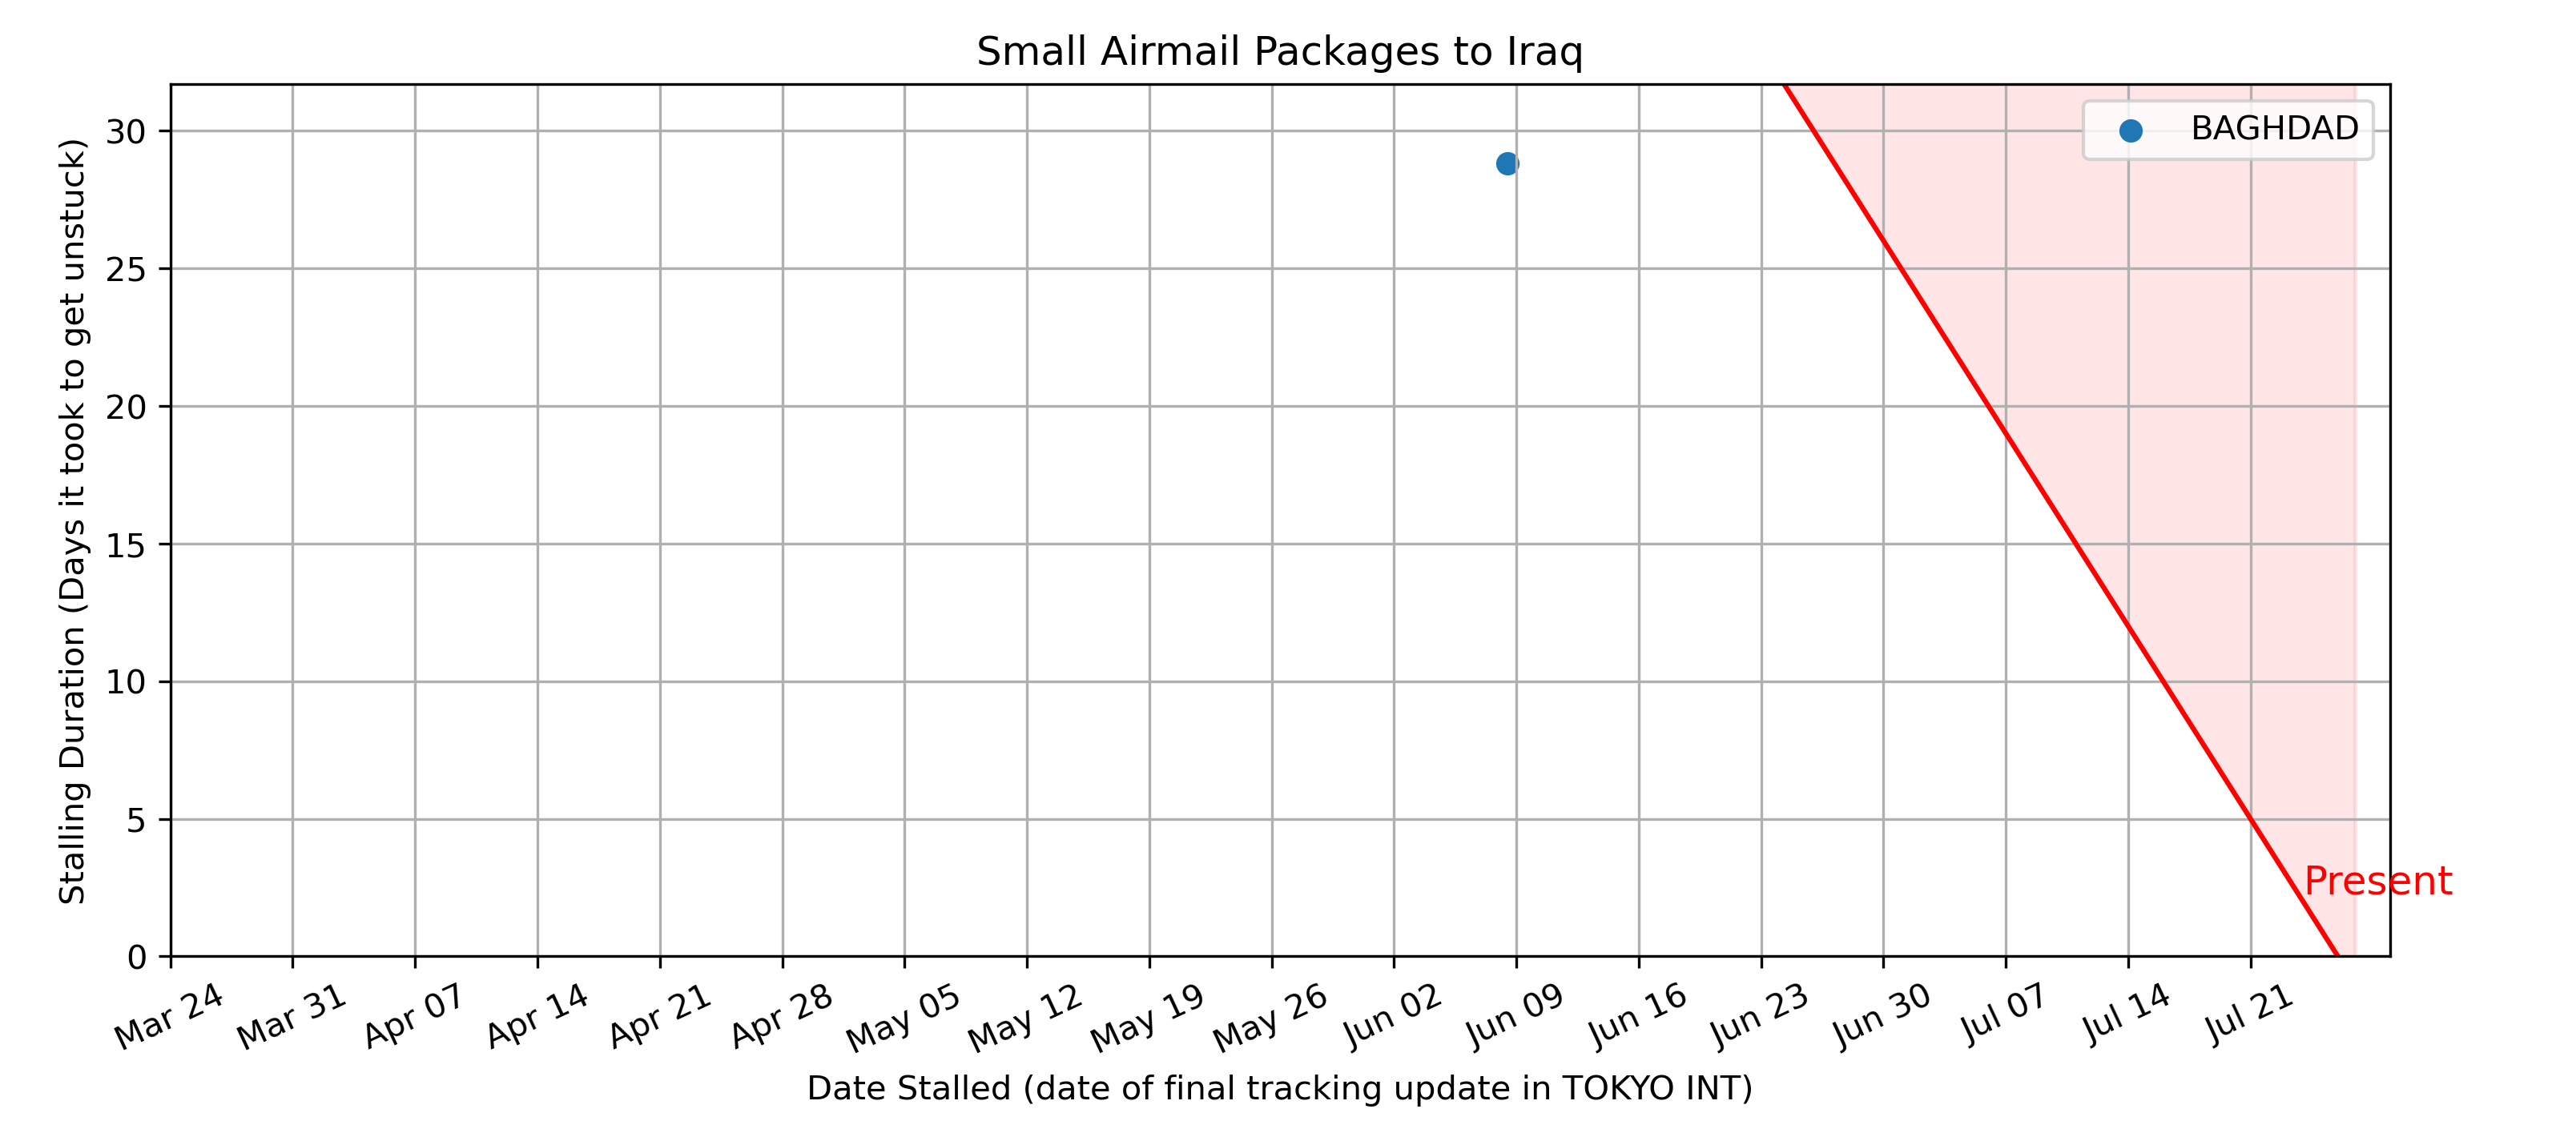 Small Airmail Packages to Iraq
BAGHDAD
Stalling Duration (Days it took to get unstuck)
30
25
20
15
10
5
0
Present
Mar 24
Mar 31
Apr 07
Apr 14
Apr 21
Apr 28
May 05
May 12
May 19
May 26
Jun 02
Jun 09
Jun 16
Jun 23
Jun 30
Jul 07
Jul 14
Jul 21
Date Stalled (date of final tracking update in TOKYO INT)